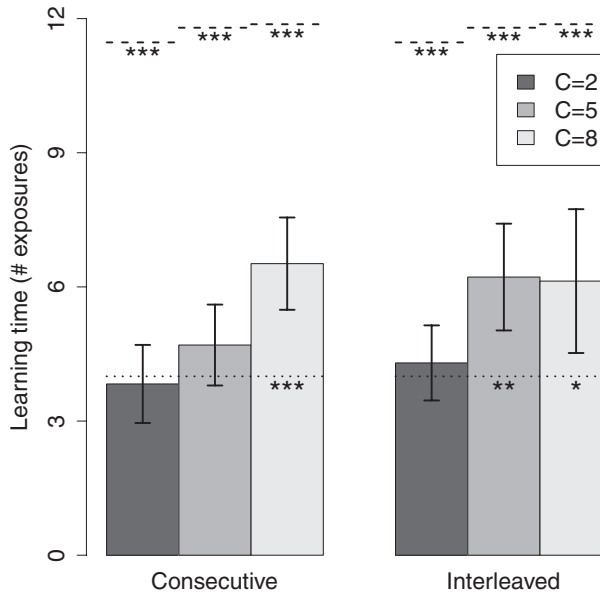 12
9
6
3
0
Learning time (# exposures)
*** *** ***
*** *** ***
C=2
C=5
C=8
***
** *
Consecutive Interleaved